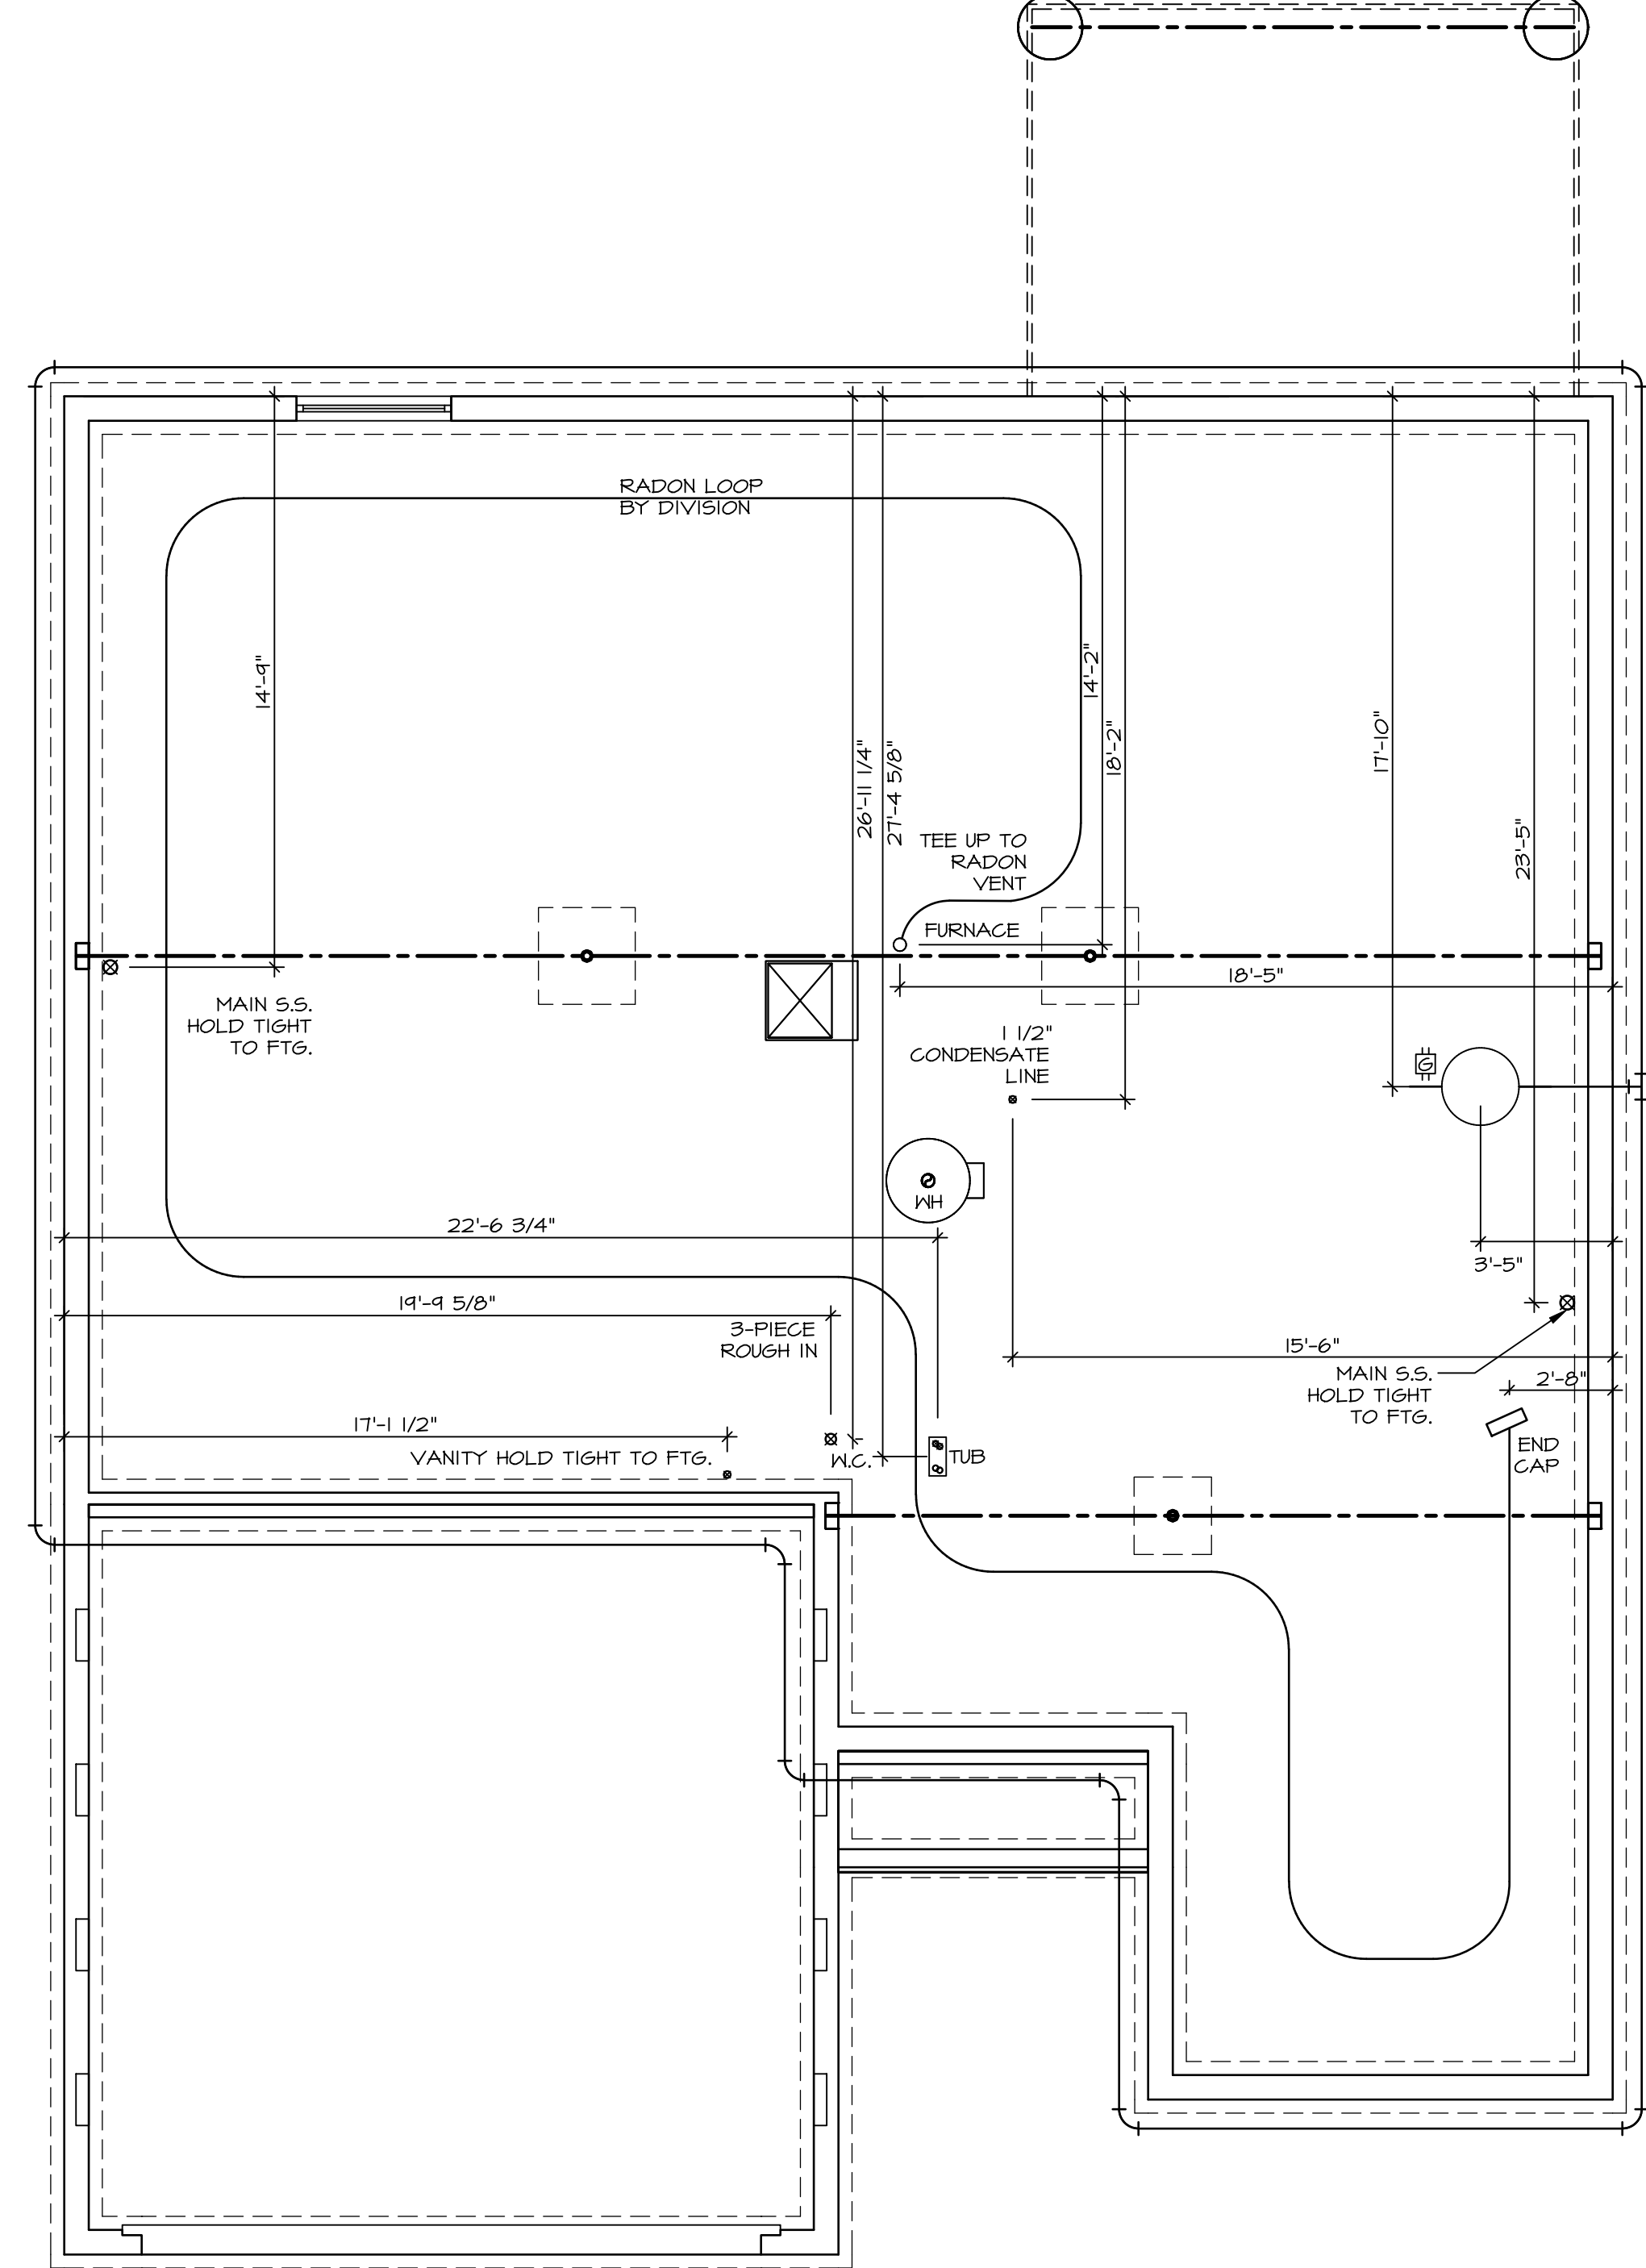 RADON LOOP
BY DIVISION
14'-9"
14'-2"
18'-2"
17'-10"
26'-11 1/4"
27'-4 5/8"
23'-5"
TEE UP TO
RADON
VENT
FURNACE
18'-5"
MAIN S.S.
HOLD TIGHT
TO FTG.
1 1/2"
CONDENSATE
LINE
G
WH
22'-6 3/4"
3'-5"
19'-9 5/8"
3-PIECE
ROUGH IN
15'-6"
MAIN S.S.
HOLD TIGHT
TO FTG.
2'-8"
17'-1 1/2"
VANITY HOLD TIGHT TO FTG.
W.C.
TUB
END
CAP